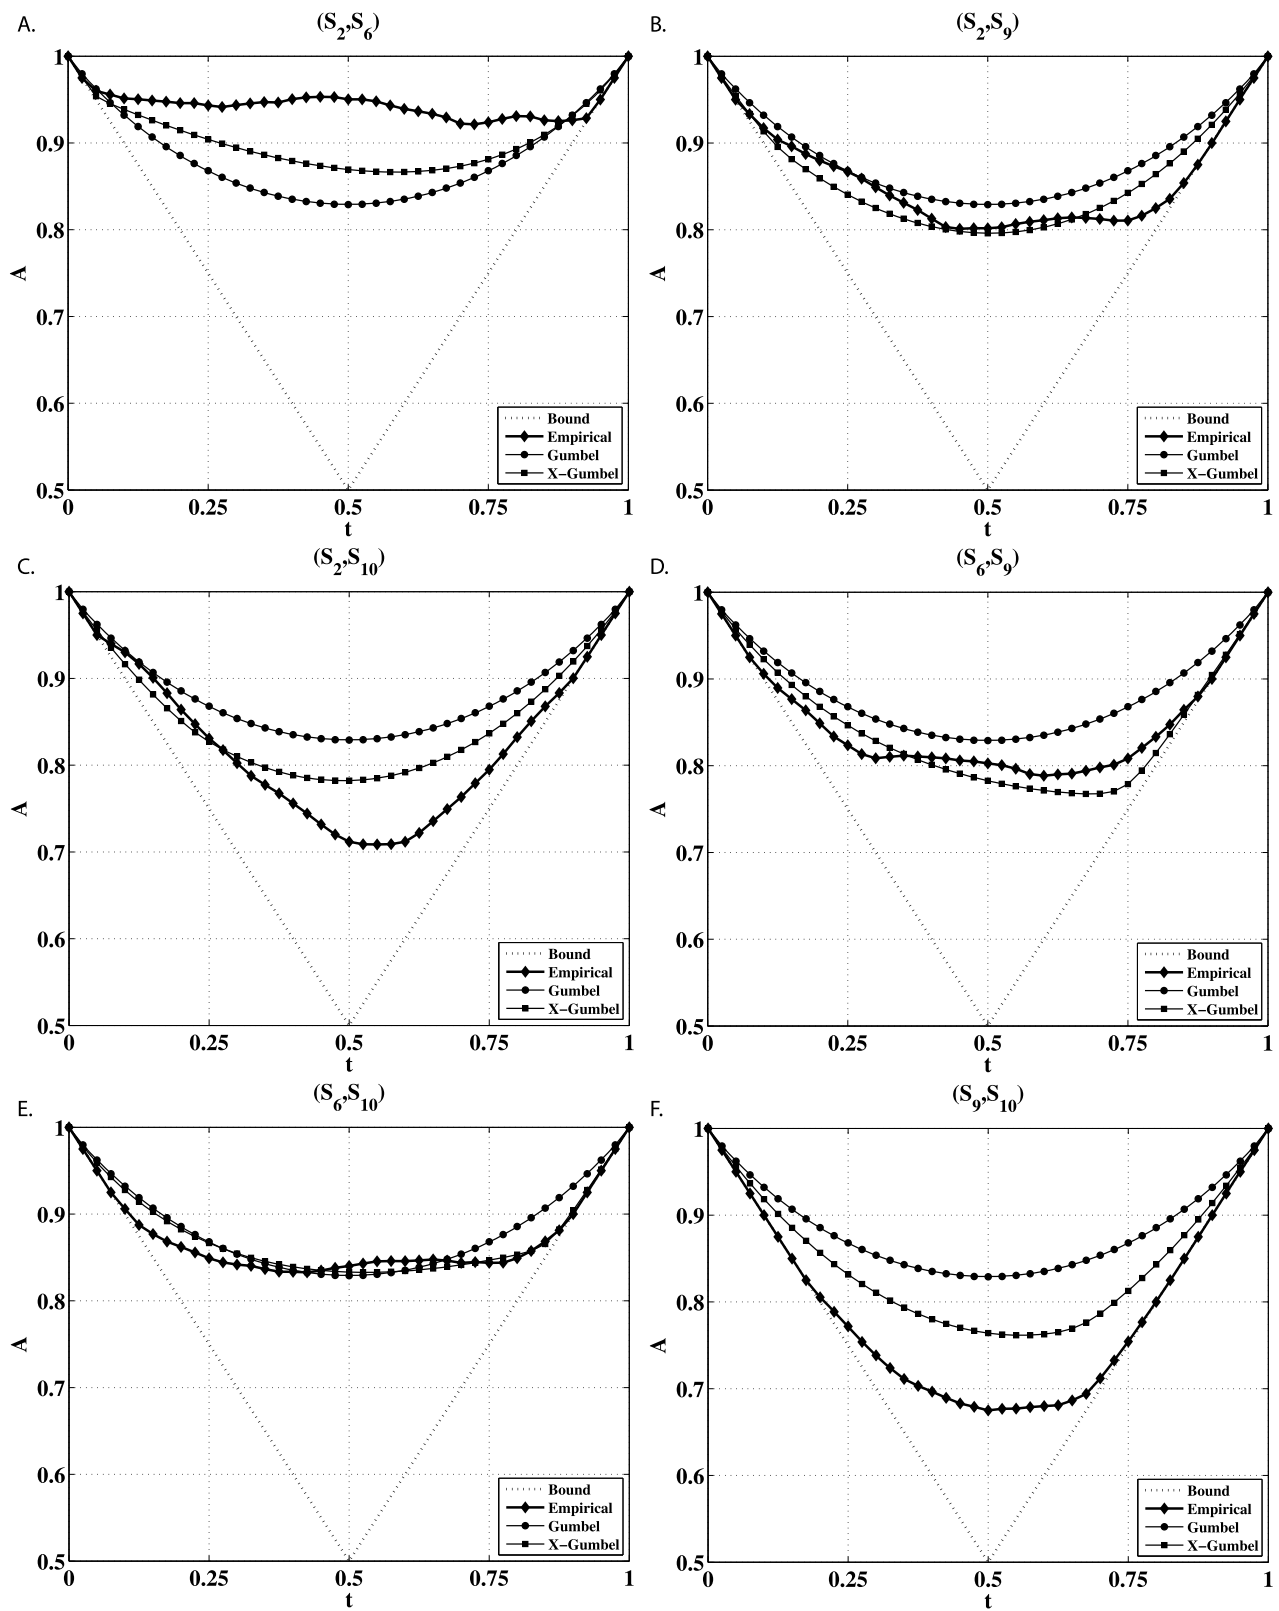 A.
(S2,S6)
1
0.9
0.8
0.7
0.6
0.5
A
0 0.25 0.5 0.75 1
t
Bound
Empirical
Gumbel
X-Gumbel
B.
(S2,S9)
1
0.9
0.8
0.7
0.6
0.5
A
0 0.25 0.5 0.75 1
t
Bound
Empirical
Gumbel
X-Gumbel
C.
(S2,S10)
1
0.9
0.8
0.7
0.6
0.5
A
0 0.25 0.5 0.75 1
t
Bound
Empirical
Gumbel
X-Gumbel
D.
(S6,S9)
1
0.9
0.8
0.7
0.6
0.5
A
0 0.25 0.5 0.75 1
t
Bound
Empirical
Gumbel
X-Gumbel
E.
(S6,S10)
1
0.9
0.8
0.7
0.6
0.5
A
0 0.25 0.5 0.75 1
t
Bound
Empirical
Gumbel
X-Gumbel
F.
(S9,S10)
1
0.9
0.8
0.7
0.6
0.5
A
0 0.25 0.5 0.75 1
t
Bound
Empirical
Gumbel
X-Gumbel